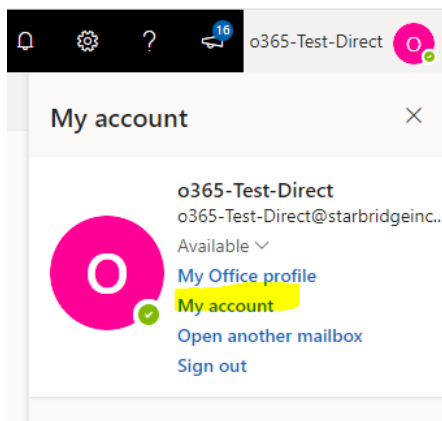 ? 16 o365-Test-Direct O
My account
o365-Test-Direct
o365-Test-Direct@starbridgeinc..
Available
O
My Office profile
My account
Open another mailbox
Sign out